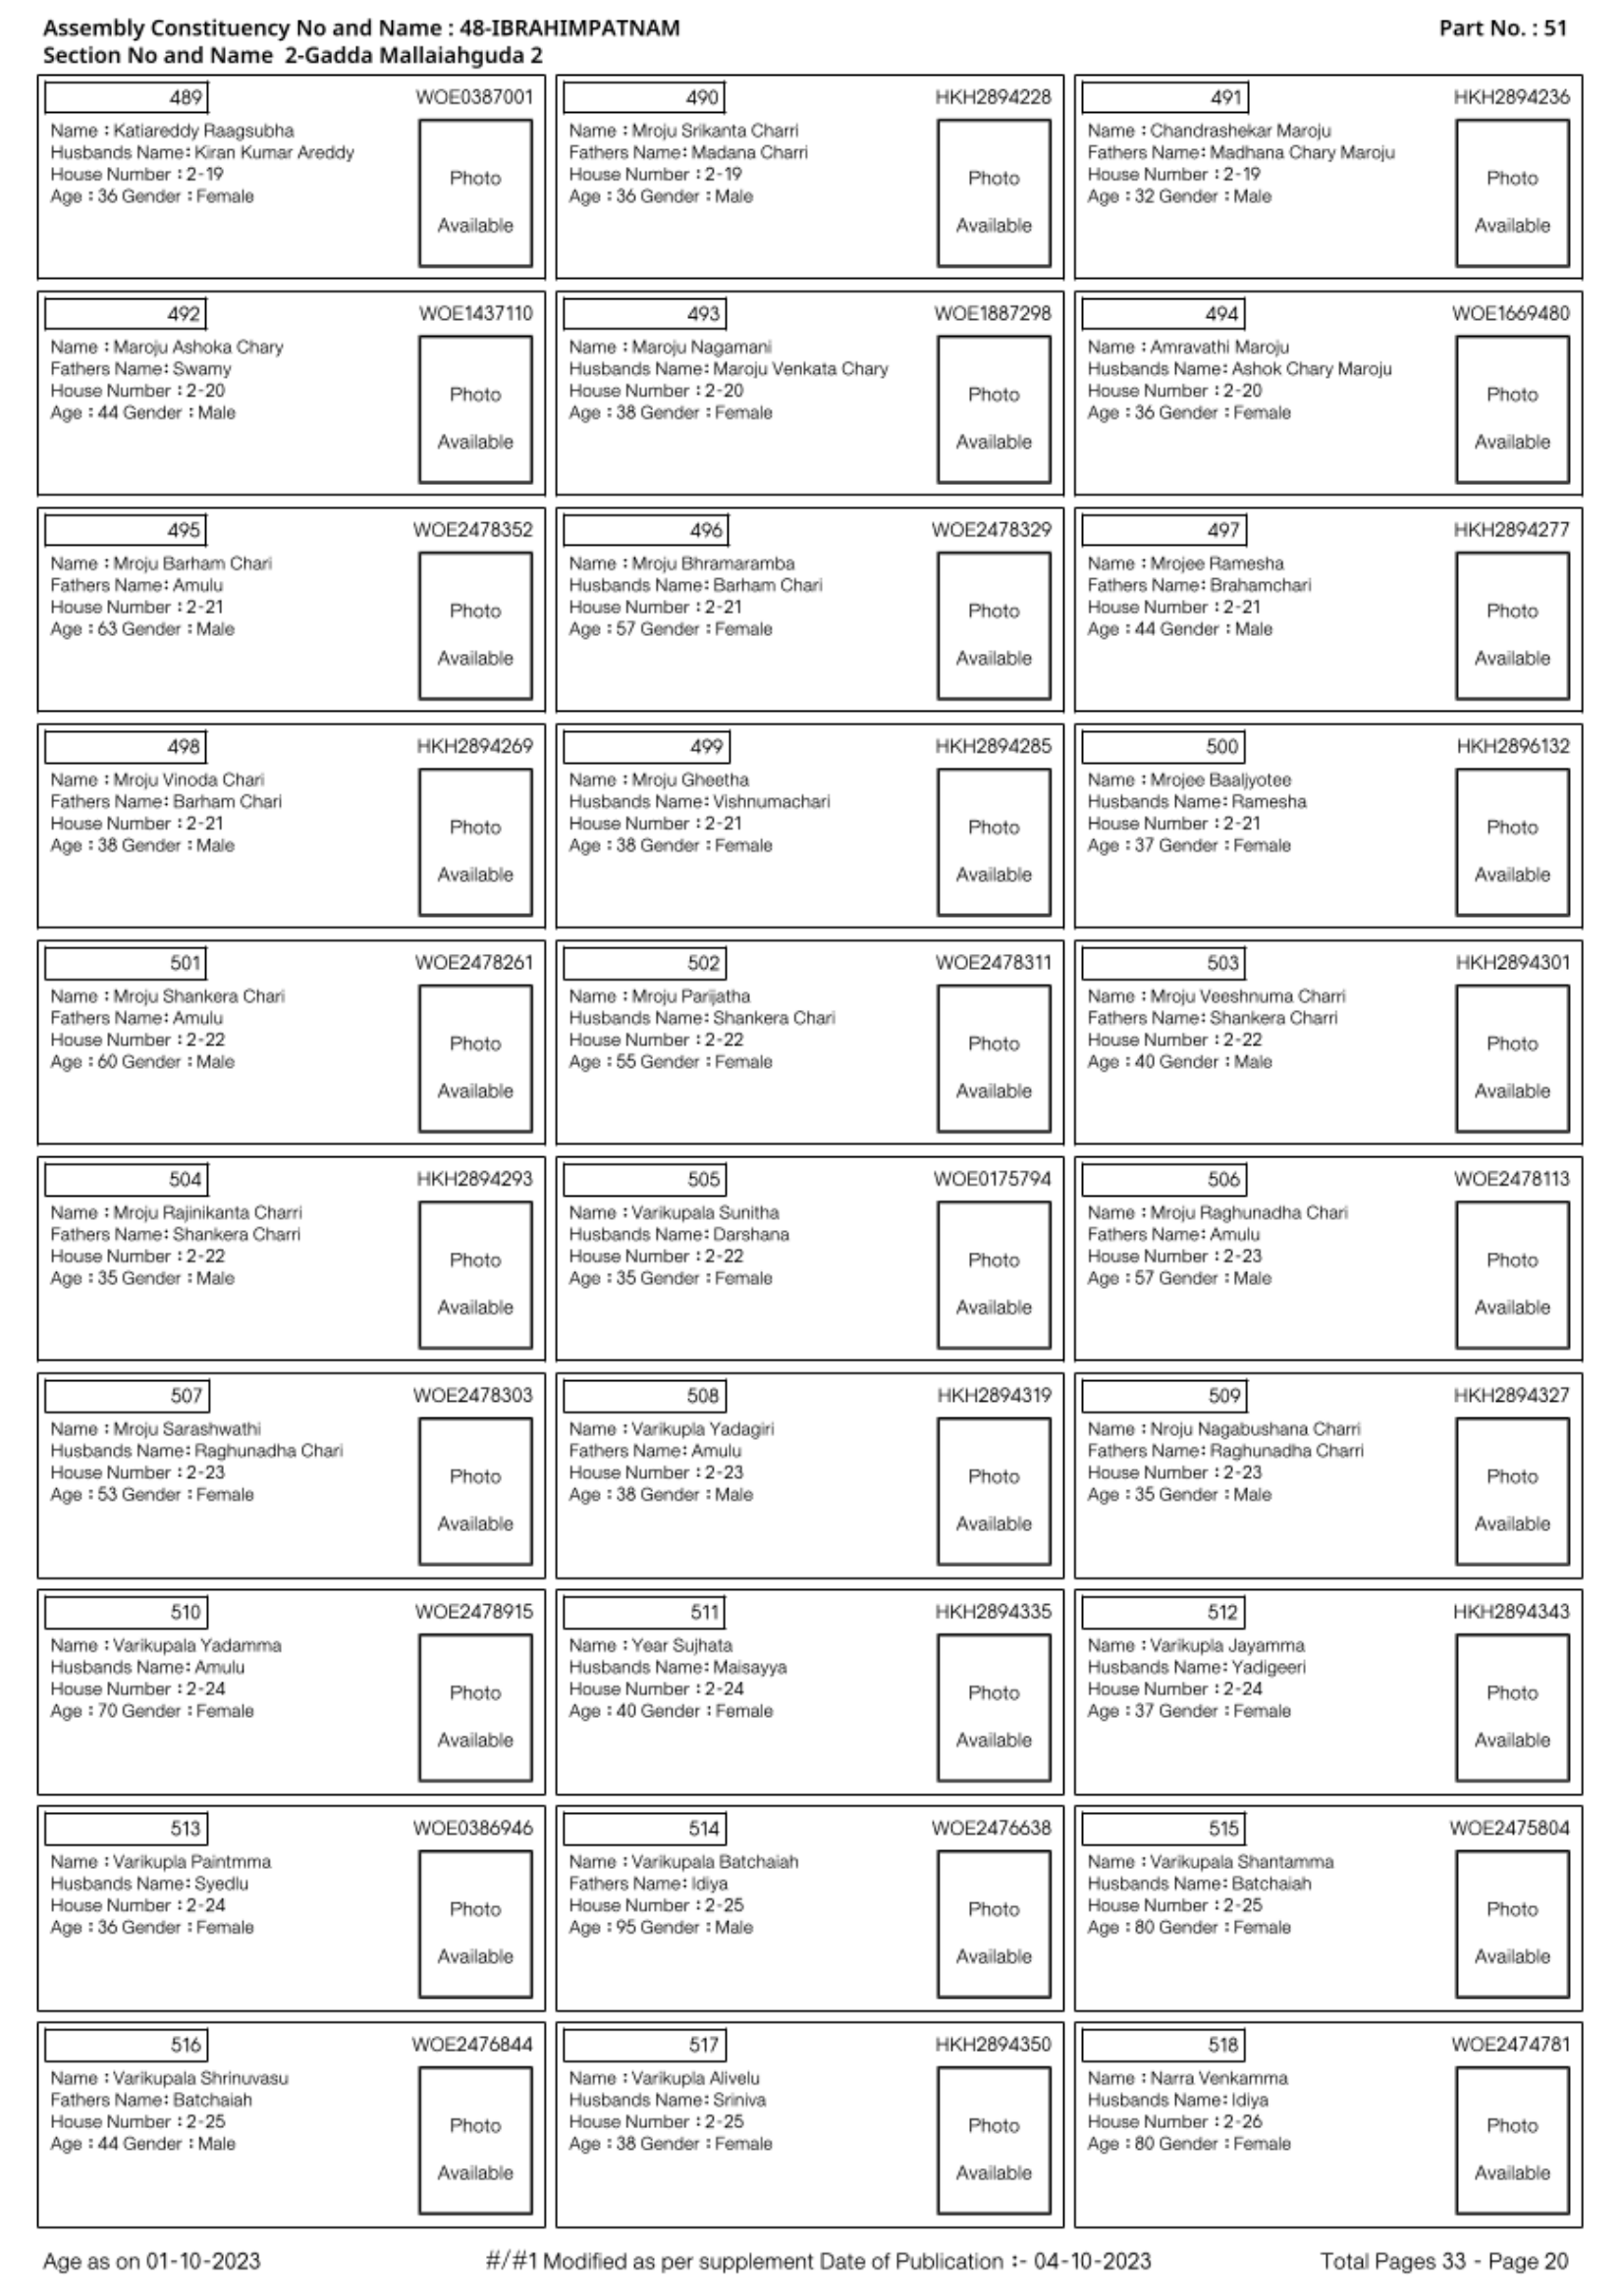 Assembly Constituency No and Name : 48-IBRAHIMPATNAM Part No. : 51
Section No and Name 2-Gadda Mallaiahguda 2
489 WOE0387001
Name : Katiareddy Raagsubha
Husbands Name: Kiran Kumar Areddy
House Number : 2-19
Age : 36 Gender : Female
Photo
Available
490 HKH2894228
Name : Mroju Srikanta Charri
Fathers Name: Madana Charri
House Number : 2-19
Age : 36 Gender : Male
Photo
Available
491 HKH2894236
Name : Chandrashekar Maroju
Fathers Name: Madhana Chary Maroju
House Number : 2-19
Age : 32 Gender : Male
Photo
Available
492 WOE1437110
Name : Maroju Ashoka Chary
Fathers Name: Swamy
House Number : 2-20
Age : 44 Gender : Male
Photo
Available
493 WOE1887298
Name : Maroju Nagamani
Husbands Name: Maroju Venkata Chary
House Number : 2-20
Age : 38 Gender : Female
Photo
Available
494 WOE1669480
Name : Amravathi Maroju
Husbands Name: Ashok Chary Maroju
House Number : 2-20
Age : 36 Gender : Female
Photo
Available
495 WOE2478352
Name : Mroju Barham Chari
Fathers Name: Amulu
House Number : 2-21
Age : 63 Gender : Male
Photo
Available
496 WOE2478329
Name : Mroju Bhramaramba
Husbands Name: Barham Chari
House Number : 2-21
Age : 57 Gender : Female
Photo
Available
497 HKH2894277
Name : Mrojee Ramesha
Fathers Name: Brahamchari
House Number : 2-21
Age : 44 Gender : Male
Photo
Available
498 HKH2894269
Name : Mroju Vinoda Chari
Fathers Name: Barham Chari
House Number : 2-21
Age : 38 Gender : Male
Photo
Available
499 HKH2894285
Name : Mroju Gheetha
Husbands Name: Vishnumachari
House Number : 2-21
Age : 38 Gender : Female
Photo
Available
500 HKH2896132
Name : Mrojee Baaljyotee
Husbands Name: Ramesha
House Number : 2-21
Age : 37 Gender : Female
Photo
Available
501 WOE2478261
Name : Mroju Shankera Chari
Fathers Name: Amulu
House Number : 2-22
Age : 60 Gender : Male
Photo
Available
502 WOE2478311
Name : Mroju Parijatha
Husbands Name: Shankera Chari
House Number : 2-22
Age : 55 Gender : Female
Photo
Available
503 HKH2894301
Name : Mroju Veeshnuma Charri
Fathers Name: Shankera Charri
House Number : 2-22
Age : 40 Gender : Male
Photo
Available
504 HKH2894293
Name : Mroju Rajinikanta Charri
Fathers Name: Shankera Charri
House Number : 2-22
Age : 35 Gender : Male
Photo
Available
505 WOE0175794
Name : Varikupala Sunitha
Husbands Name: Darshana
House Number : 2-22
Age : 35 Gender : Female
Photo
Available
506 WOE2478113
Name : Mroju Raghunadha Chari
Fathers Name: Amulu
House Number : 2-23
Age : 57 Gender : Male
Photo
Available
507 WOE2478303
Name : Mroju Sarashwathi
Husbands Name: Raghunadha Chari
House Number : 2-23
Age : 53 Gender : Female
Photo
Available
508 HKH2894319
Name : Varikupla Yadagiri
Fathers Name: Amulu
House Number : 2-23
Age : 38 Gender : Male
Photo
Available
509 HKH2894327
Name : Nroju Nagabushana Charri
Fathers Name: Raghunadha Charri
House Number : 2-23
Age : 35 Gender : Male
Photo
Available
510 WOE2478915
Name : Varikupala Yadamma
Husbands Name: Amulu
House Number : 2-24
Age : 70 Gender : Female
Photo
Available
511 HKH2894335
Name : Year Sujhata
Husbands Name: Maisayya
House Number : 2-24
Age : 40 Gender : Female
Photo
Available
512 HKH2894343
Name : Varikupla Jayamma
Husbands Name: Yadigeeri
House Number : 2-24
Age : 37 Gender : Female
Photo
Available
513 WOE0386946
Name : Varikupla Paintmma
Husbands Name: Syedlu
House Number : 2-24
Age : 36 Gender : Female
Photo
Available
514 WOE2476638
Name : Varikupala Batchaiah
Fathers Name: Idiya
House Number : 2-25
Age : 95 Gender : Male
Photo
Available
515 WOE2475804
Name : Varikupala Shantamma
Husbands Name: Batchaiah
House Number : 2-25
Age : 80 Gender : Female
Photo
Available
516 WOE2476844
Name : Varikupala Shrinuvasu
Fathers Name: Batchaiah
House Number : 2-25
Age : 44 Gender : Male
Photo
Available
517 HKH2894350
Name : Varikupla Alivelu
Husbands Name: Sriniva
House Number : 2-25
Age : 38 Gender : Female
Photo
Available
518 WOE2474781
Name : Narra Venkamma
Husbands Name: Idiya
House Number : 2-26
Age : 80 Gender : Female
Photo
Available
Age as on 01-10-2023 #/#1 Modified as per supplement Date of Publication :- 04-10-2023 Total Pages 33 - Page 20